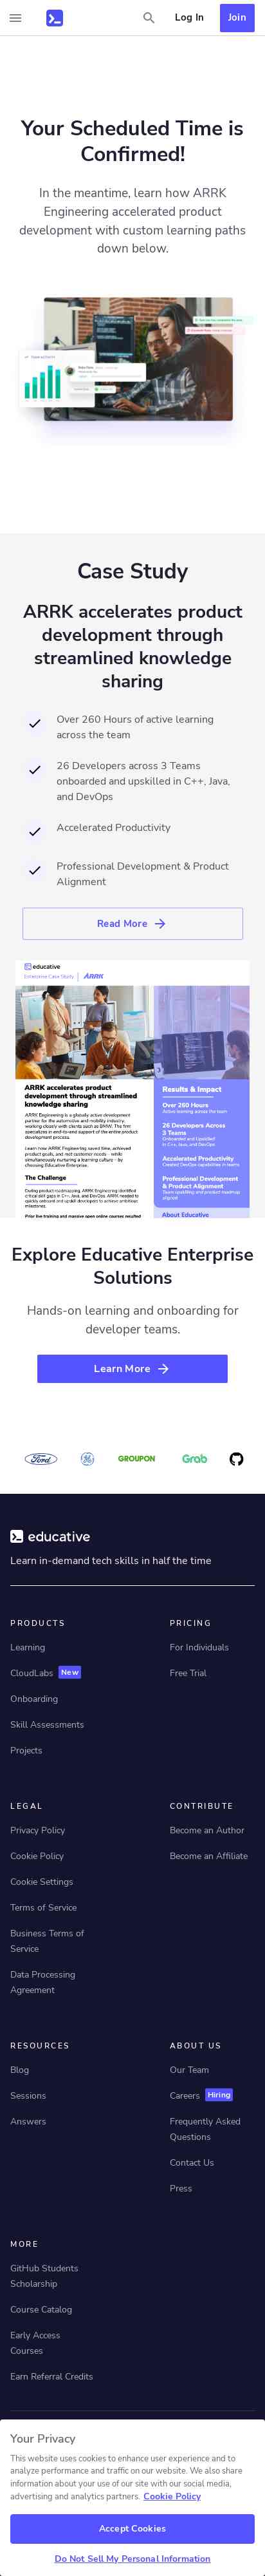 Log In
Join
Your Scheduled Time is
Confirmed!
In the meantime, learn how ARRK
Engineering accelerated product
development with custom learning paths
down below.
Case Study
ARRK accelerates product
development through
streamlined knowledge
sharing
Over 260 Hours of active learning
across the team
26 Developers across 3 Teams
onboarded and upskilled in C++, Java,
and DevOps
Accelerated Productivity
Professional Development & Product
Alignment
Read More
educative
Enterprise Case Study
ARRK
ARRK accelerates product
development through streamlined
knowledge sharing
The Challenge
Results & Impact
Over 260 Hours
Active learning across the team
26 Developers Across
3 Teams
Accelerated Productivity
Created DevOps capabilities in teams
Professional Development
& Product Alignment
About Educative
Explore Educative Enterprise
Solutions
Hands-on learning and onboarding for
developer teams.
Learn More
Ford
GROUPON
Grab
educative
Learn in-demand tech skills in half the time
PRODUCTS
Learning
CloudLabs New
Onboarding
Skill Assessments
Projects
PRICING
For Individuals
Free Trial
LEGAL
Privacy Policy
Cookie Policy
Cookie Settings
Terms of Service
Business Terms of
Service
Data Processing
Agreement
CONTRIBUTE
Become an Author
Become an Affiliate
RESOURCES
Blog
Sessions
Answers
ABOUT US
Our Team
Careers Hiring
Frequently Asked
Questions
Contact Us
Press
MORE
GitHub Students
Scholarship
Course Catalog
Early Access
Courses
Earn Referral Credits
Your Privacy
This website uses cookies to enhance user experience and to
analyze performance and traffic on our website. We also share
information about your use of our site with our social media,
advertising and analytics partners. Cookie Policy
Accept Cookies
Do Not Sell My Personal Information